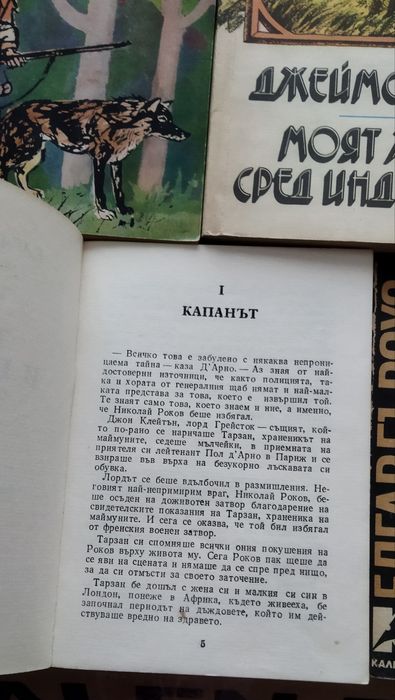 ДЖЕЙМС
МОЯТ
СРЕД ИНД
I
КАПАНЪТ
— Всичко това е забулено с някаква непрони-
цаема тайна — каза Д'Арно. — Аз зная от най-
достоверни източници, че както полицията, та-
ка и хората от генералния щаб нямат и най-мал-
ката представа за това, което е извършил той.
Те знаят само това, което знаем и ние, а именно,
че Николай Роков беше избягал.
Джон Клейтън, лорд Грейсток — същият, кой-
то по-рано се наричаше Тарзан, храненикът на
маймуните, седеше мълчейки, в приемната на
приятеля си лейтенант Пол д'Арно в Париж и се
взираше във върха на безукорно лъскавата си
обувка.
Лордът се беше вдълбочил в размишления. Не-
говият най-непримирим враг, Николай Роков, бе-
ше осъден на доживотен затвор благодарение на
свидетелските показания на Тарзан, храненика на
маймуните. И сега се оказва, че той бил избягал
от френския военен затвор.
Тарзан си спомняше всички ония покушения на
Роков върху живота му. Сега Роков пак щеше да
се яви на сцената и нямаше да се спре пред нищо,
за да си отмъсти за своето заточение.
Тарзан бе дошъл с жена си и малкия си син в
Лондон, понеже в Африка, където живееха, бе
започнал периодът на дъждовете, който им дей-
ствуваше вредно на здравето.
5
ЕДГАР
БЪРОУЗ
КАЛИ